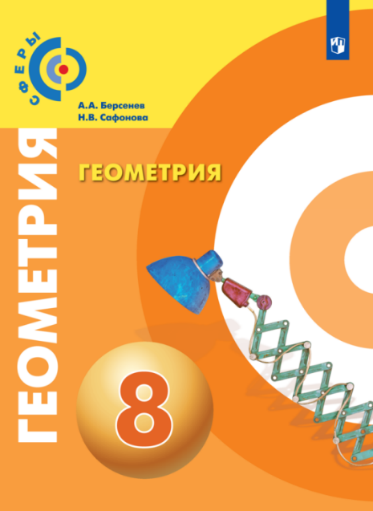 СФЕРЫ
А.А. Берсенев
Н.В. Сафонова
ГЕОМЕТРИЯ
ГЕОМЕТРИЯ
8